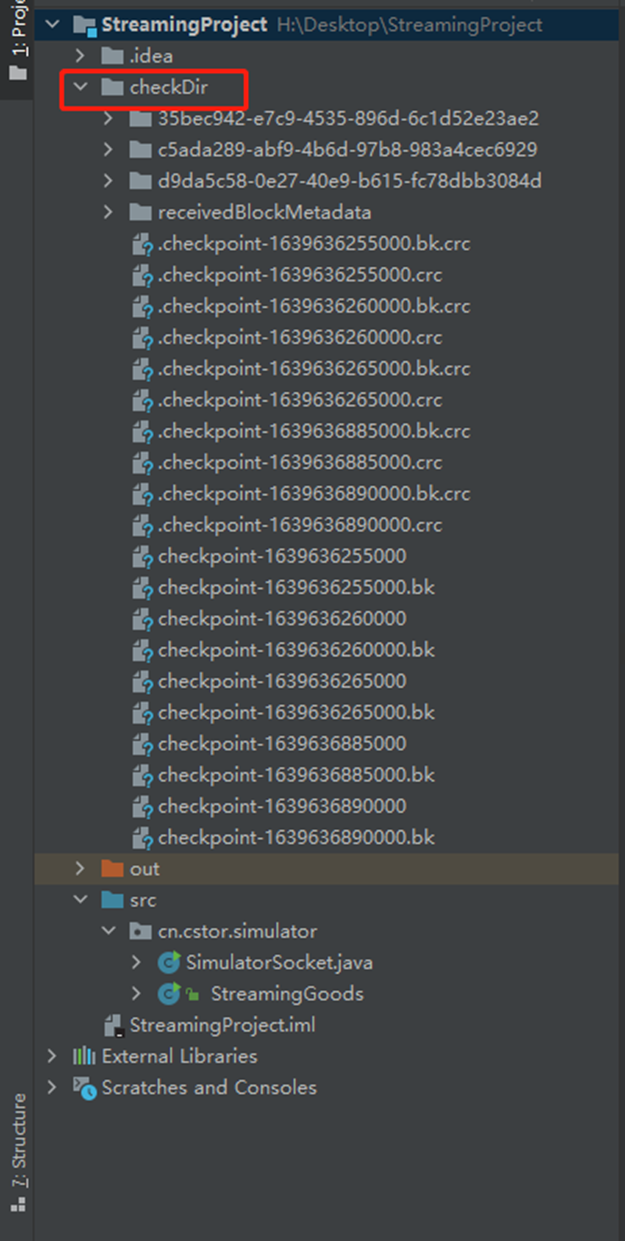 1: Proje
StreamingProject H:\Desktop\StreamingProject
.idea
checkDir
35bec942-e7c9-4535-896d-6c1d52e23ae2
c5ada289-abf9-4b6d-97b8-983a4cec6929
d9da5c58-0e27-40e9-b615-fc78dbb3084d
receivedBlockMetadata
.checkpoint-1639636255000.bk.crc
.checkpoint-1639636255000.crc
.checkpoint-1639636260000.bk.crc
.checkpoint-1639636260000.crc
.checkpoint-1639636265000.bk.crc
.checkpoint-1639636265000.crc
.checkpoint-1639636885000.bk.crc
.checkpoint-1639636885000.crc
.checkpoint-1639636890000.bk.crc
.checkpoint-1639636890000.crc
checkpoint-1639636255000
checkpoint-1639636255000.bk
checkpoint-1639636260000
checkpoint-1639636260000.bk
checkpoint-1639636265000
checkpoint-1639636265000.bk
checkpoint-1639636885000
checkpoint-1639636885000.bk
checkpoint-1639636890000
checkpoint-1639636890000.bk
out
src
cn.cstor.simulator
SimulatorSocket.java
StreamingGoods
StreamingProject.iml
External Libraries
Scratches and Consoles
7: Structure